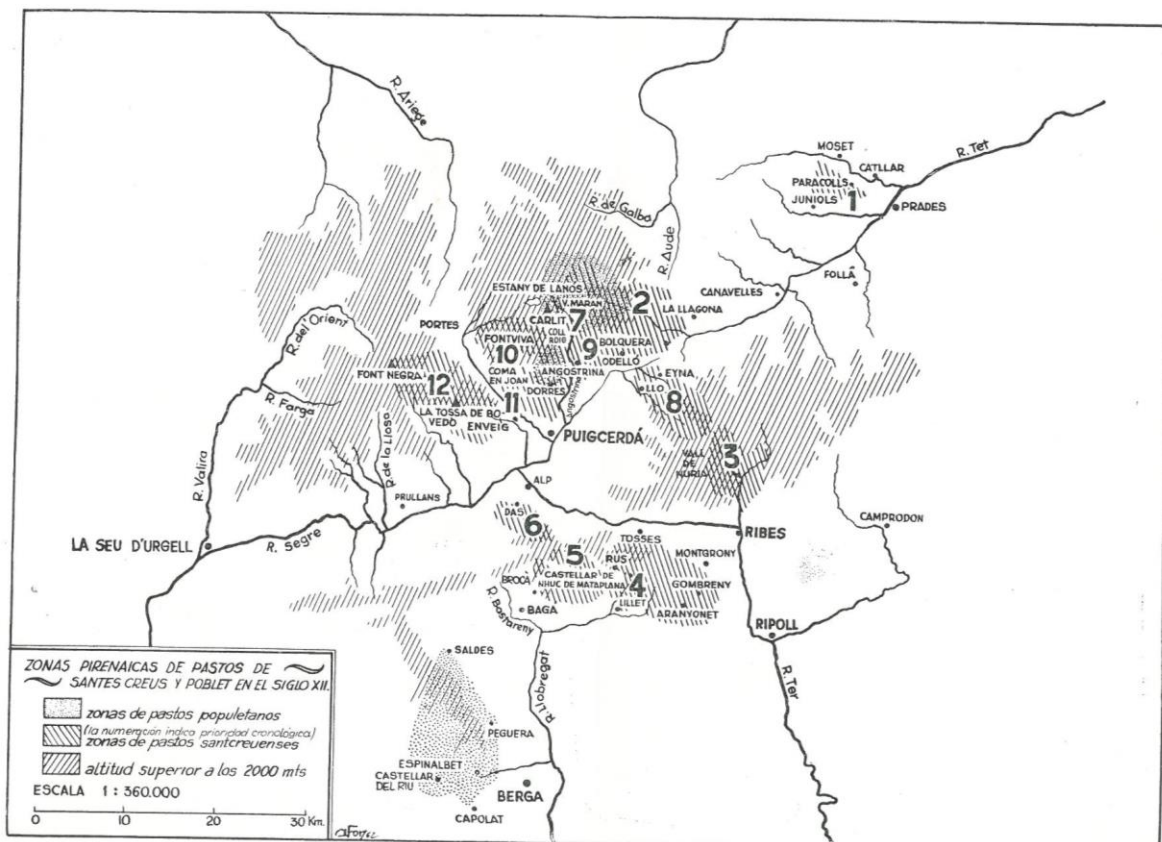 R. Ariege
MOSET
CATLLAR
R. Tet
PARACOLLS
1
JUNIOLS
PRADES
R. de Galba
R. Aude
FOLLÁ
ESTANY DE LANÓS
CANAVELLES
V. MARAN
2
LA LLAGONA
R. del Orient
PORTES
CARLIT
7
COLL ROIG
FONTVIVA
10
9
BOLQUERA
ODELLÓ
FONT NEGRA
12
COMA EN JOAN
ANGOSTRINA
EYNA
LLO
8
R. Farga
DORRES
Angostrina
LA TOSSA DE BO-
VEDÓ
ENVEIG
11
PUIGCERDÁ
R. de la Llosa
VALL DE NURIA
3
R. Valira
PRULLANS
ALP
DAS
6
CAMPRODON
LA SEU D'URGELL
R. Segre
TOSSES
RIBES
5
RUS
MONTGRONY
BROCÁ
CASTELLAR DE
NHUC DE MATAPLANA
4
GOMBRENY
R. Bastareny
BAGA
LILLET
ARANYONET
RIPOLL
SALDES
R. Llobregat
R. Ter
PEGUERA
ESPINALBET
CASTELLAR DEL RIU
BERGA
CAPOLAT
ZONAS PIRENAICAS DE PASTOS DE
SANTES CREUS Y POBLET EN EL SIGLO XII.
zonas de pastos populetanos
(la numeración indica prioridad cronológica)
zonas de pastos santcreuenses
altitud superior a los 2000 mts
ESCALA 1 : 360.000
0 10 20 30 Km.